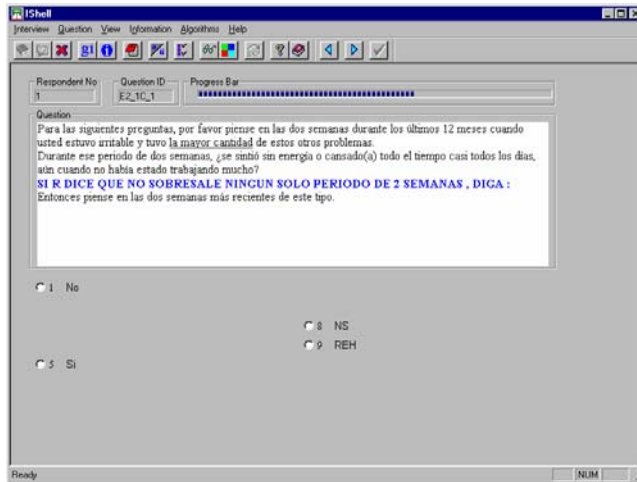 IShell
Interview Question View Information Algorithms Help
g1
Respondent No
Question ID
Progress Bar
1
E2_1C_1
Question
Para las siguientes preguntas, por favor piense en las dos semanas durante los últimos 12 meses cuando
usted estuvo irritable y tuvo la mayor cantidad de estos otros problemas.
Durante ese periodo de dos semanas, ¿se sintió sin energía o cansado(a) todo el tiempo casi todos los días,
aún cuando no había estado trabajando mucho?
SI R DICE QUE NO SOBRESALE NINGUN SOLO PERIODO DE 2 SEMANAS , DIGA :
Entonces piense en las dos semanas más recientes de este tipo.
1 No
8 NS
9 REH
5 Si
Ready
NUM